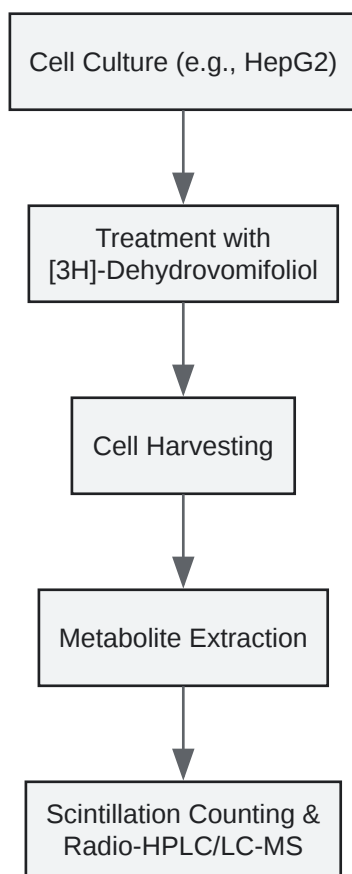 Cell Culture (e.g., HepG2)
Treatment with
[3H]-Dehydrovomifoliol
Cell Harvesting
Metabolite Extraction
Scintillation Counting &
Radio-HPLC/LC-MS